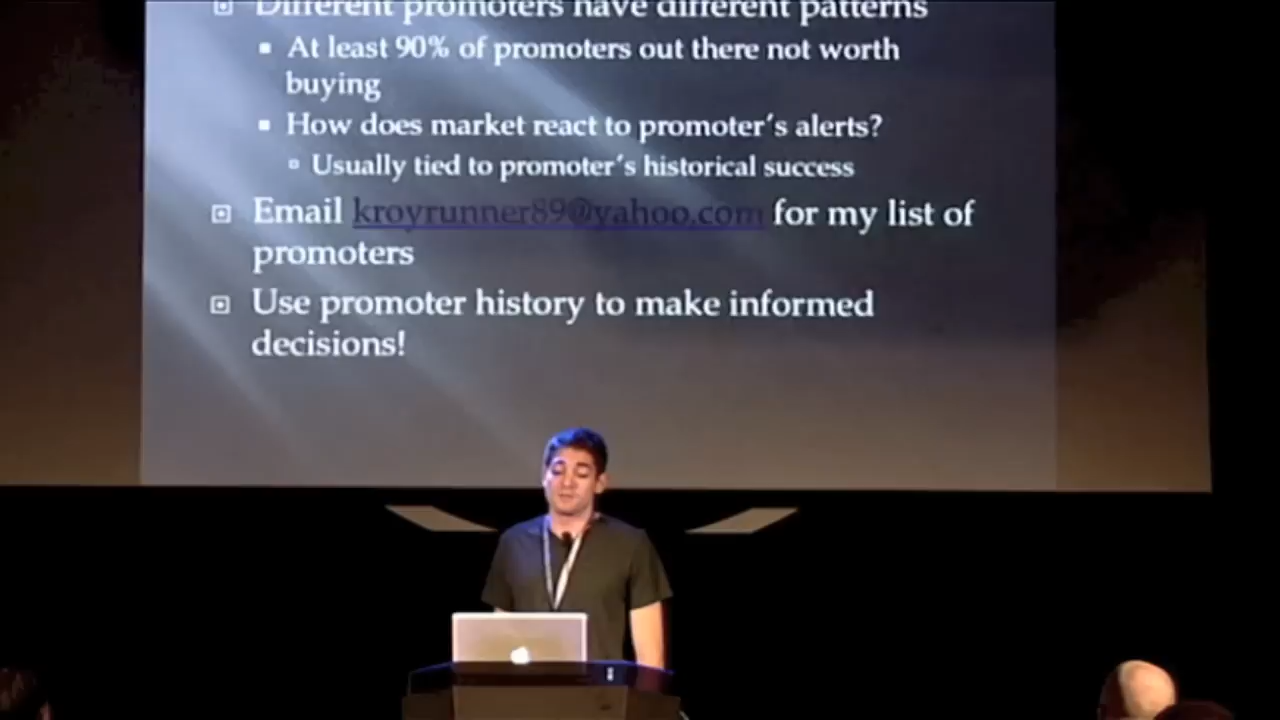 Different promoters have different patterns
At least 90% of promoters out there not worth
buying
How does market react to promoter's alerts?
Usually tied to promoter's historical success
Email kroyrunner89@yahoo.com for my list of
promoters
Use promoter history to make informed
decisions!